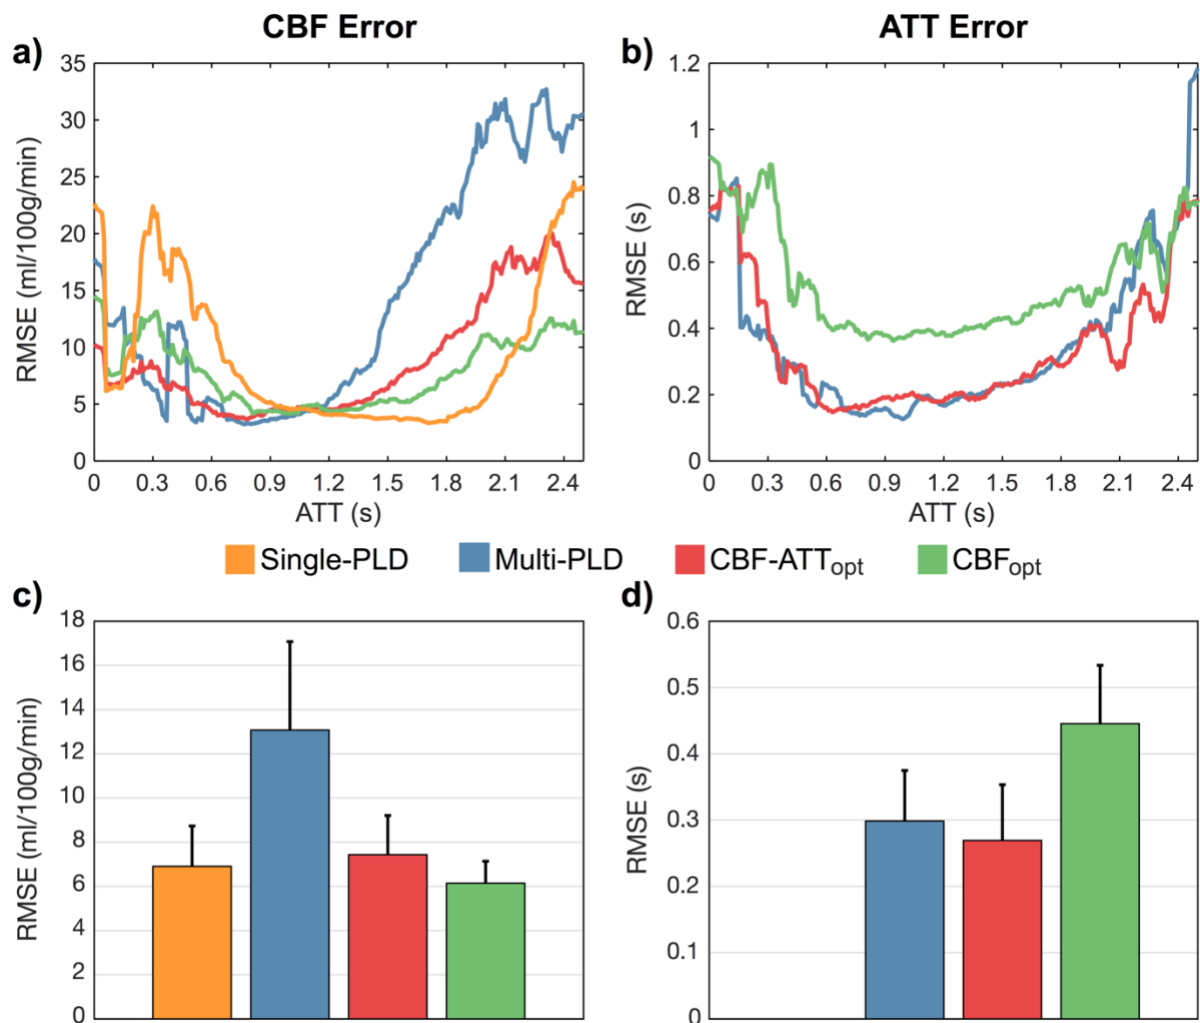 CBF Error
ATT Error
a)
35
30
25
20
15
10
5
0
RMSE (ml/100g/min)
0 0.3 0.6 0.9 1.2 1.5 1.8 2.1 2.4
ATT (s)
b)
1.2
1
0.8
0.6
0.4
0.2
0
RMSE (s)
0 0.3 0.6 0.9 1.2 1.5 1.8 2.1 2.4
ATT (s)
Single-PLD Multi-PLD CBF-ATTopt CBFopt
c)
18
16
14
12
10
8
6
4
2
0
RMSE (ml/100g/min)
d)
0.6
0.5
0.4
0.3
0.2
0.1
0
RMSE (s)